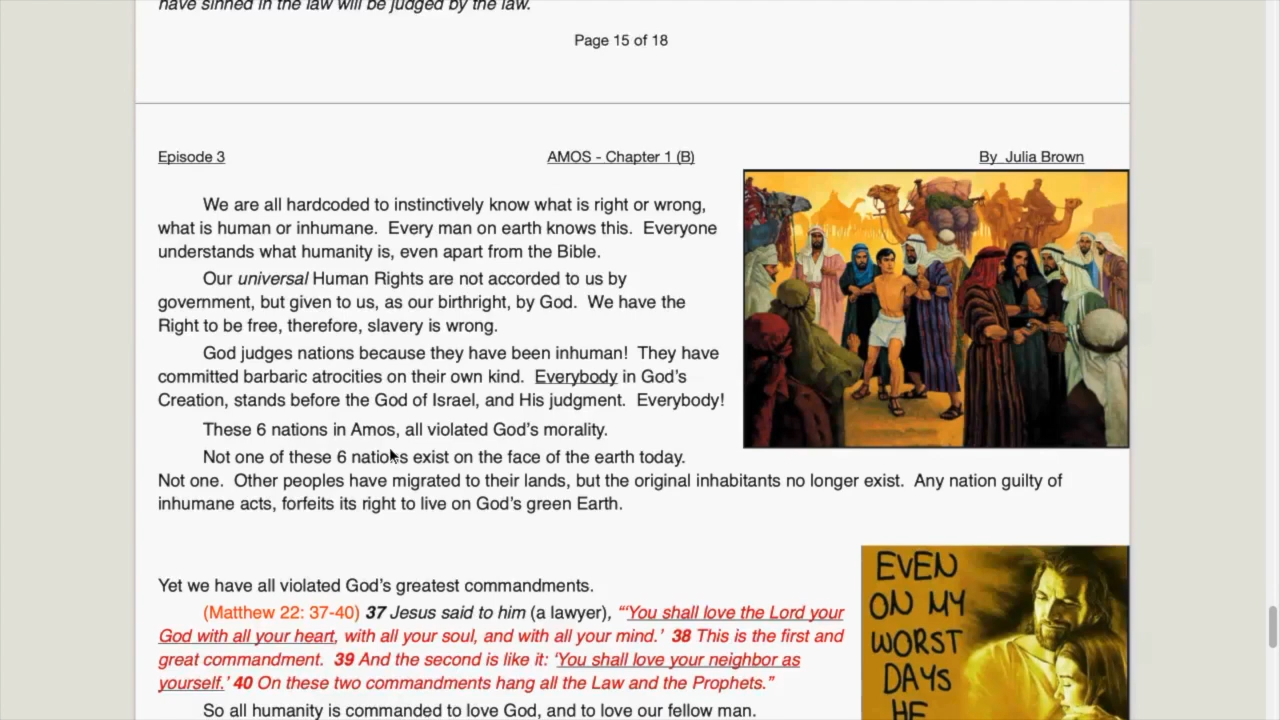 have sinned in the law will be judged by the law.
Page 15 of 18
Episode 3
AMOS - Chapter 1 (B)
By Julia Brown
We are all hardcoded to instinctively know what is right or wrong,
what is human or inhumane. Every man on earth knows this. Everyone
understands what humanity is, even apart from the Bible.
Our universal Human Rights are not accorded to us by
government, but given to us, as our birthright, by God. We have the
Right to be free, therefore, slavery is wrong.
God judges nations because they have been inhuman! They have
committed barbaric atrocities on their own kind. Everybody in God's
Creation, stands before the God of Israel, and His judgment. Everybody!
These 6 nations in Amos, all violated God's morality.
Not one of these 6 nations exist on the face of the earth today.
Not one. Other peoples have migrated to their lands, but the original inhabitants no longer exist. Any nation guilty of
inhumane acts, forfeits its right to live on God's green Earth.
Yet we have all violated God's greatest commandments.
(Matthew 22: 37-40) 37 Jesus said to him (a lawyer), "'You shall love the Lord your
God with all your heart, with all your soul, and with all your mind.' 38 This is the first and
great commandment. 39 And the second is like it: 'You shall love your neighbor as
yourself.' 40 On these two commandments hang all the Law and the Prophets."
So all humanity is commanded to love God, and to love our fellow man.
EVEN
ON MY
WORST
DAYS
HE